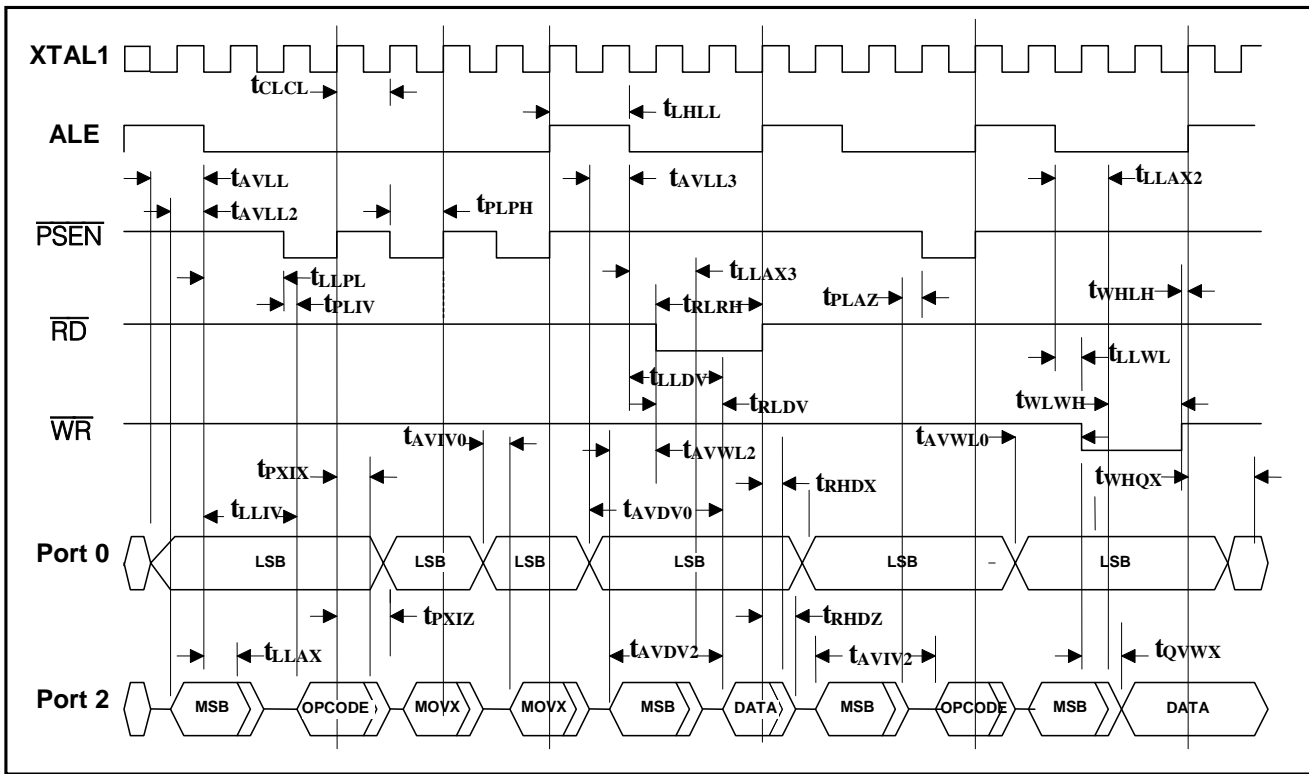 XTAL1
tCLCL
tLHLL
ALE
tAVLL
tAVLL3
tLLAX2
tAVLL2
tPLPH
PSEN
tLLPL
tLLAX3
tPLIV
tRLRH
tPLAZ
tWHLH
RD
tLLWL
tLLDV
tRLDV
tWLWH
WR
tAVIV0
tAVWL2
tAVWL0
tPXIX
tRHDX
tWHQX
tLLIV
tAVDV0
Port 0
LSB LSB LSB LSB LSB LSB
tPXIZ
tRHDZ
tLLAX
tAVDV2
tAVIV2
tQVWX
Port 2
MSB OPCODE MOVX MOVX MSB DATA MSB OPCODE MSB DATA